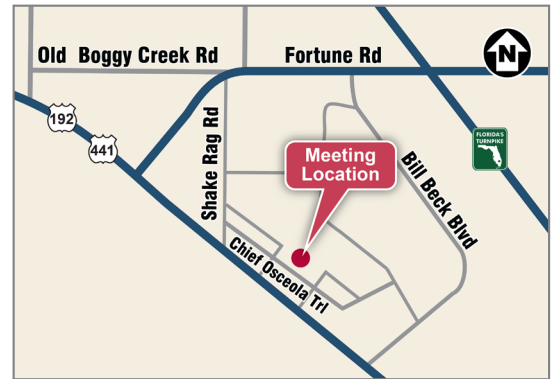 Old Boggy Creek Rd
Fortune Rd
N
192
441
FLORIDA'S
TURNPIKE
Shake Rag Rd
Meeting
Location
Bill Beck Blvd
Chief Osceola Trl